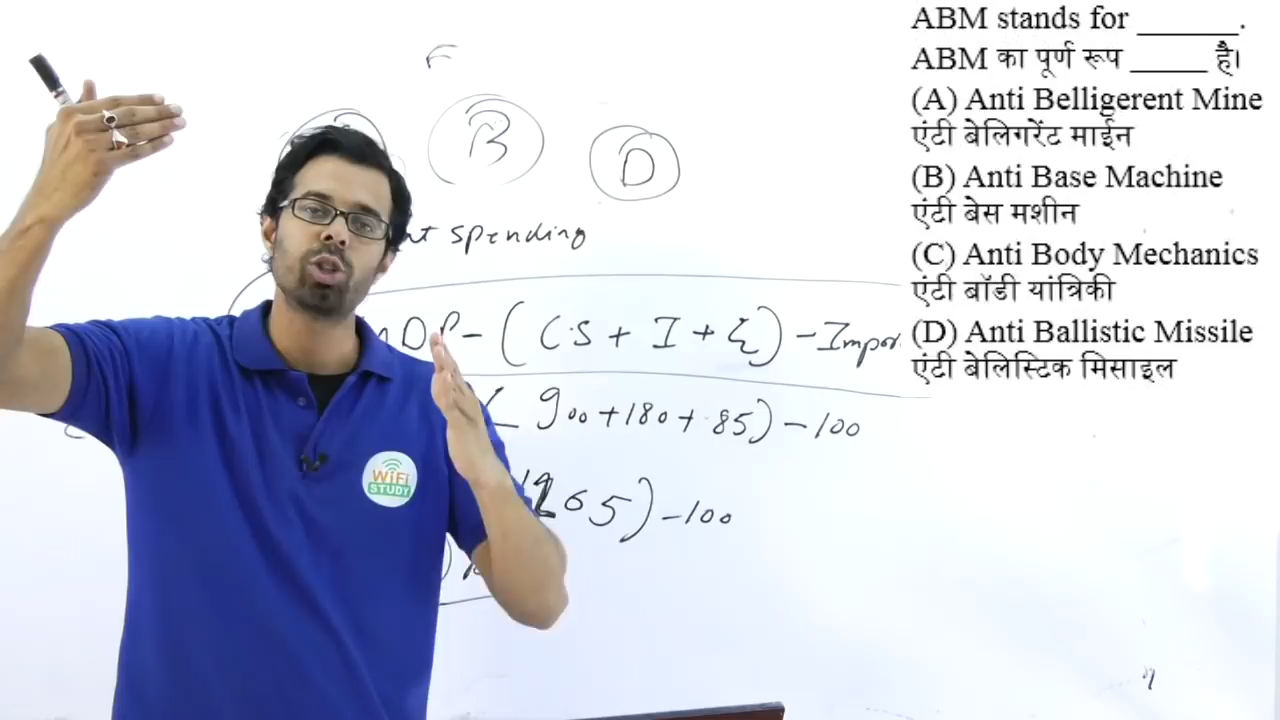 ABM stands for _______.
ABM का पूर्ण रूप _____ है।
(A) Anti Belligerent Mine
एंटी बेलिगरेंट माईन
(B) Anti Base Machine
एंटी बेस मशीन
(C) Anti Body Mechanics
एंटी बॉडी यांत्रिकी
(D) Anti Ballistic Missile
एंटी बेलिस्टिक मिसाइल
B D
spending
- ( C.S + I + ) - Impor
900 + 180 + 85) - 100
65) - 100
WiFi
STUDY